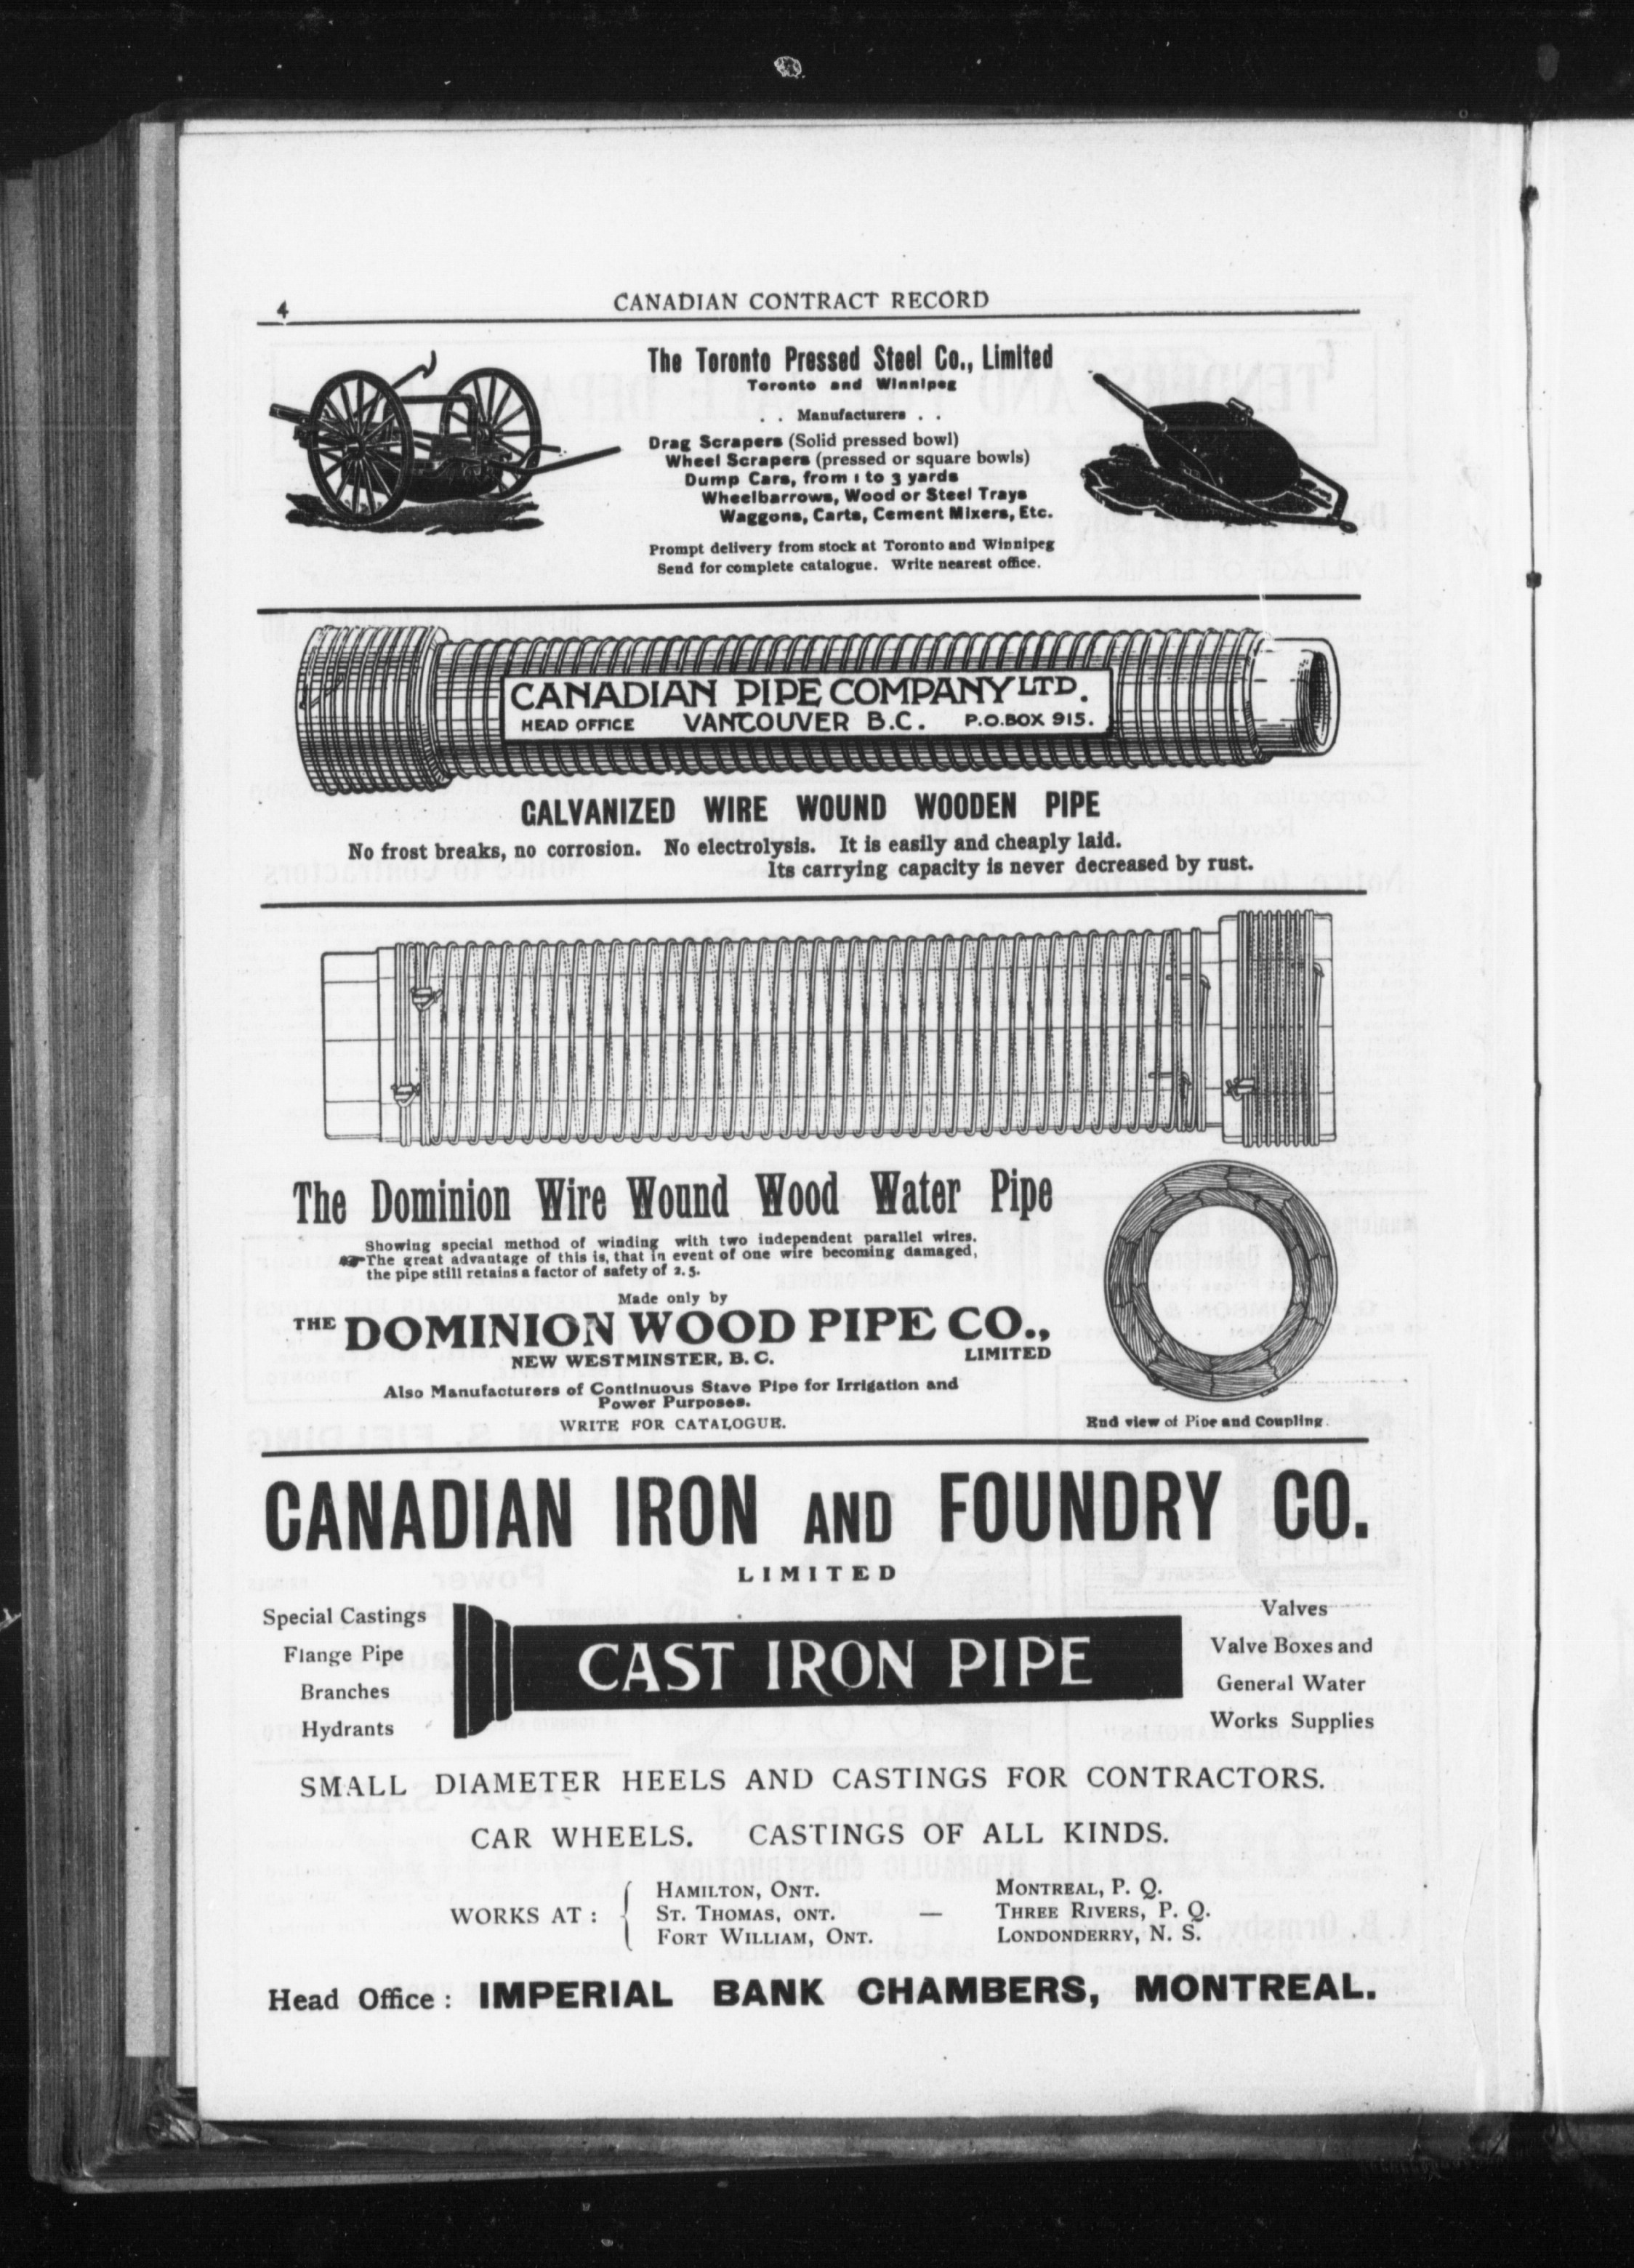 4
CANADIAN CONTRACT RECORD
The Toronto Pressed Steel Co., Limited
Toronto and Winnipeg
. . Manufacturers . .
Drag Scrapers (Solid pressed bowl)
Wheel Scrapers (pressed or square bowls)
Dump Cars, from 1 to 3 yards
Wheelbarrows, Wood or Steel Trays
Waggons, Carts, Cement Mixers, Etc.
Prompt delivery from stock at Toronto and Winnipeg
Send for complete catalogue. Write nearest office.
CANADIAN PIPE COMPANY LTD.
HEAD OFFICE VANCOUVER B.C. P.O.BOX 915.
GALVANIZED WIRE WOUND WOODEN PIPE
No frost breaks, no corrosion. No electrolysis. It is easily and cheaply laid.
Its carrying capacity is never decreased by rust.
The Dominion Wire Wound Wood Water Pipe
Showing special method of winding with two independent parallel wires.
☛The great advantage of this is, that in event of one wire becoming damaged,
the pipe still retains a factor of safety of 2.5.
Made only by
THE DOMINION WOOD PIPE CO.,
NEW WESTMINSTER, B. C. LIMITED
Also Manufacturers of Continuous Stave Pipe for Irrigation and
Power Purposes.
WRITE FOR CATALOGUE.
End view of Pipe and Coupling.
CANADIAN IRON AND FOUNDRY CO.
LIMITED
Special Castings
Flange Pipe
Branches
Hydrants
CAST IRON PIPE
Valves
Valve Boxes and
General Water
Works Supplies
SMALL DIAMETER HEELS AND CASTINGS FOR CONTRACTORS.
CAR WHEELS. CASTINGS OF ALL KINDS.
WORKS AT :
HAMILTON, ONT. MONTREAL, P. Q.
ST. THOMAS, ONT. — THREE RIVERS, P. Q.
FORT WILLIAM, ONT. LONDONDERRY, N. S.
Head Office : IMPERIAL BANK CHAMBERS, MONTREAL.